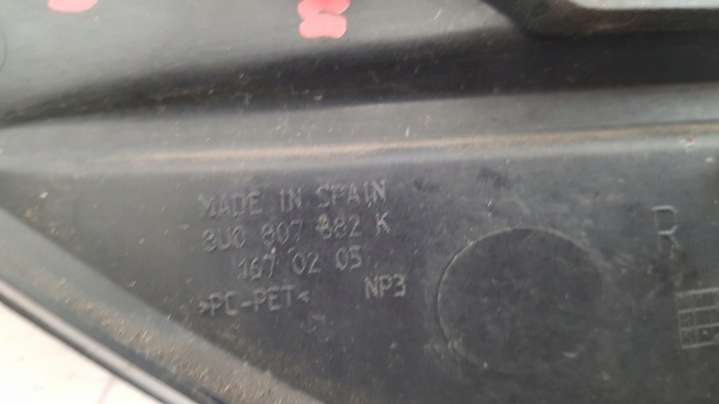 MADE IN SPAIN
8U0 807 882 K
167 02 05
>PC-PET<
NP3
R